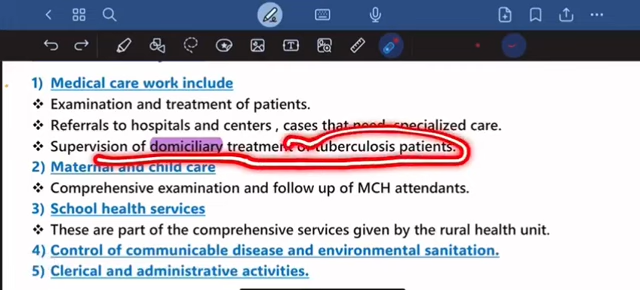 1) Medical care work include
❖ Examination and treatment of patients.
❖ Referrals to hospitals and centers , cases that need specialized care.
❖ Supervision of domiciliary treatment of tuberculosis patients.
2) Maternal and child care
❖ Comprehensive examination and follow up of MCH attendants.
3) School health services
❖ These are part of the comprehensive services given by the rural health unit.
4) Control of communicable disease and environmental sanitation.
5) Clerical and administrative activities.